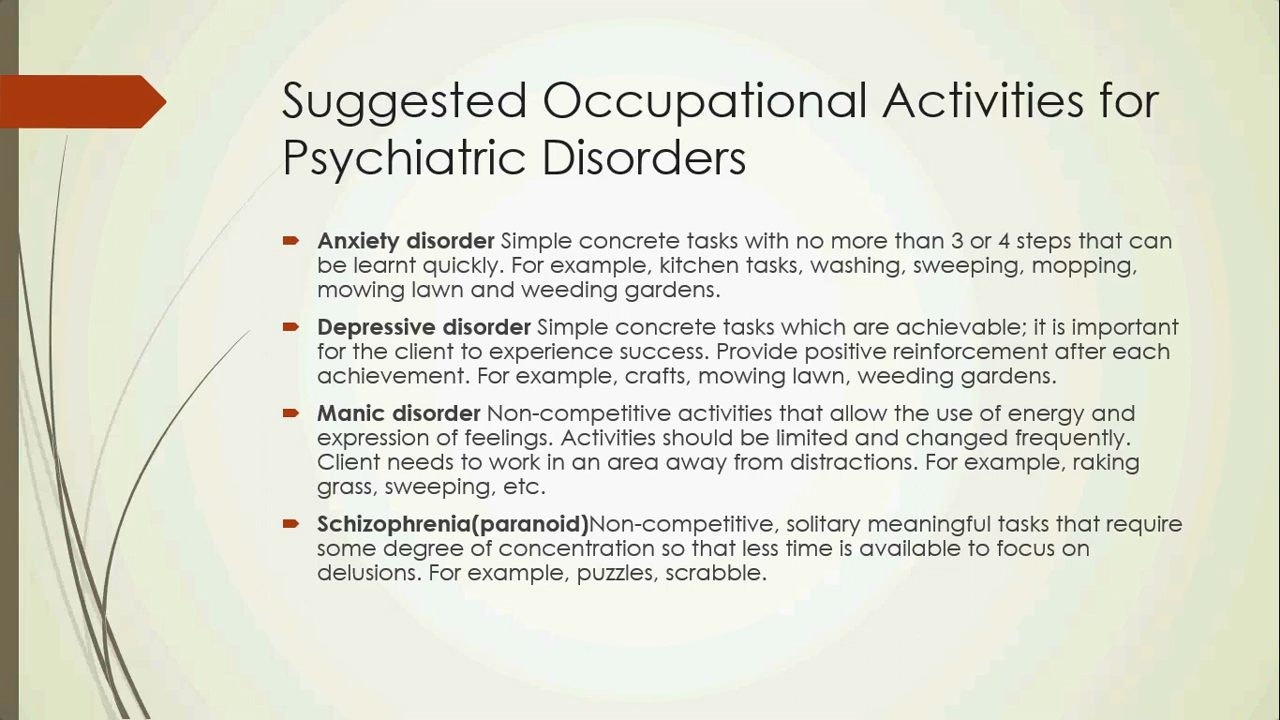 Suggested Occupational Activities for
Psychiatric Disorders
Anxiety disorder Simple concrete tasks with no more than 3 or 4 steps that can
be learnt quickly. For example, kitchen tasks, washing, sweeping, mopping,
mowing lawn and weeding gardens.
Depressive disorder Simple concrete tasks which are achievable; it is important
for the client to experience success. Provide positive reinforcement after each
achievement. For example, crafts, mowing lawn, weeding gardens.
Manic disorder Non-competitive activities that allow the use of energy and
expression of feelings. Activities should be limited and changed frequently.
Client needs to work in an area away from distractions. For example, raking
grass, sweeping, etc.
Schizophrenia(paranoid)Non-competitive, solitary meaningful tasks that require
some degree of concentration so that less time is available to focus on
delusions. For example, puzzles, scrabble.